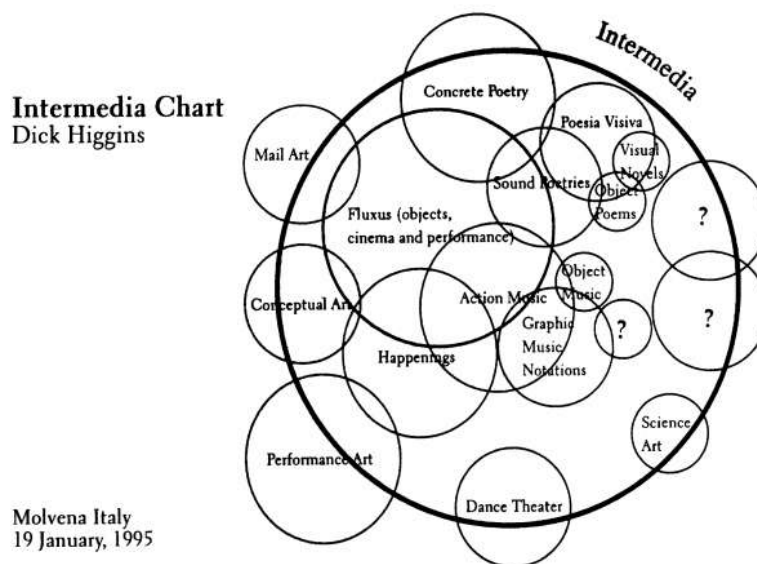 Intermedia Chart
Dick Higgins
Intermedia
Concrete Poetry
Poesia Visiva
Mail Art
Visual
Novels
Sound Poetries
Object
Poems
?
Fluxus (objects,
cinema and performance)
Object
Music
Conceptual Art
Action Music
?
Graphic
Music
Notations
?
Happenings
Science
Art
Performance Art
Dance Theater
Molvena Italy
19 January, 1995